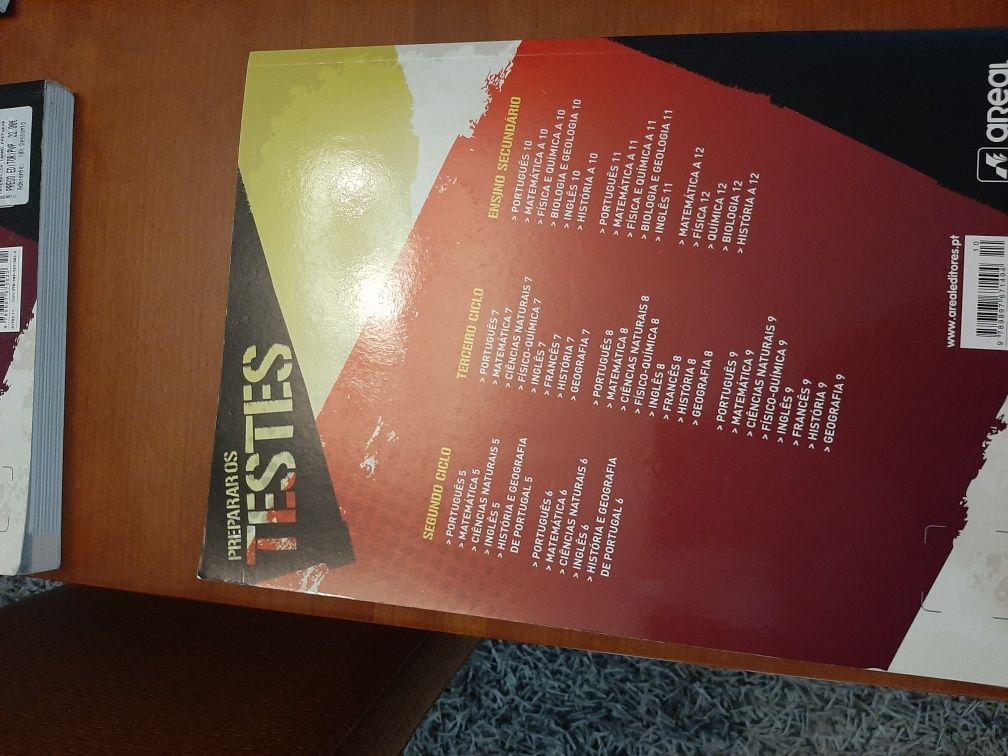 PREPARAR OS
TESTES
SEGUNDO CICLO
> PORTUGUÊS 5
> MATEMÁTICA 5
> CIÊNCIAS NATURAIS 5
> INGLÊS 5
> HISTÓRIA E GEOGRAFIA
DE PORTUGAL 5
> PORTUGUÊS 6
> MATEMÁTICA 6
> CIÊNCIAS NATURAIS 6
> INGLÊS 6
> HISTÓRIA E GEOGRAFIA
DE PORTUGAL 6
TERCEIRO CICLO
> PORTUGUÊS 7
> MATEMÁTICA 7
> CIÊNCIAS NATURAIS 7
> FÍSICO-QUÍMICA 7
> INGLÊS 7
> FRANCÊS 7
> HISTÓRIA 7
> GEOGRAFIA 7
> PORTUGUÊS 8
> MATEMÁTICA 8
> CIÊNCIAS NATURAIS 8
> FÍSICO-QUÍMICA 8
> INGLÊS 8
> FRANCÊS 8
> HISTÓRIA 8
> GEOGRAFIA 8
> PORTUGUÊS 9
> MATEMÁTICA 9
> CIÊNCIAS NATURAIS 9
> FÍSICO-QUÍMICA 9
> INGLÊS 9
> FRANCÊS 9
> HISTÓRIA 9
> GEOGRAFIA 9
ENSINO SECUNDÁRIO
> PORTUGUÊS 10
> MATEMÁTICA A 10
> FÍSICA E QUÍMICA A 10
> BIOLOGIA E GEOLOGIA 10
> INGLÊS 10
> HISTÓRIA A 10
> PORTUGUÊS 11
> MATEMÁTICA A 11
> FÍSICA E QUÍMICA A 11
> BIOLOGIA E GEOLOGIA 11
> INGLÊS 11
> MATEMÁTICA A 12
> FÍSICA 12
> QUÍMICA 12
> BIOLOGIA 12
> HISTÓRIA A 12
www.arealeditores.pt
10
areal
PRECO EDITOR/PVP